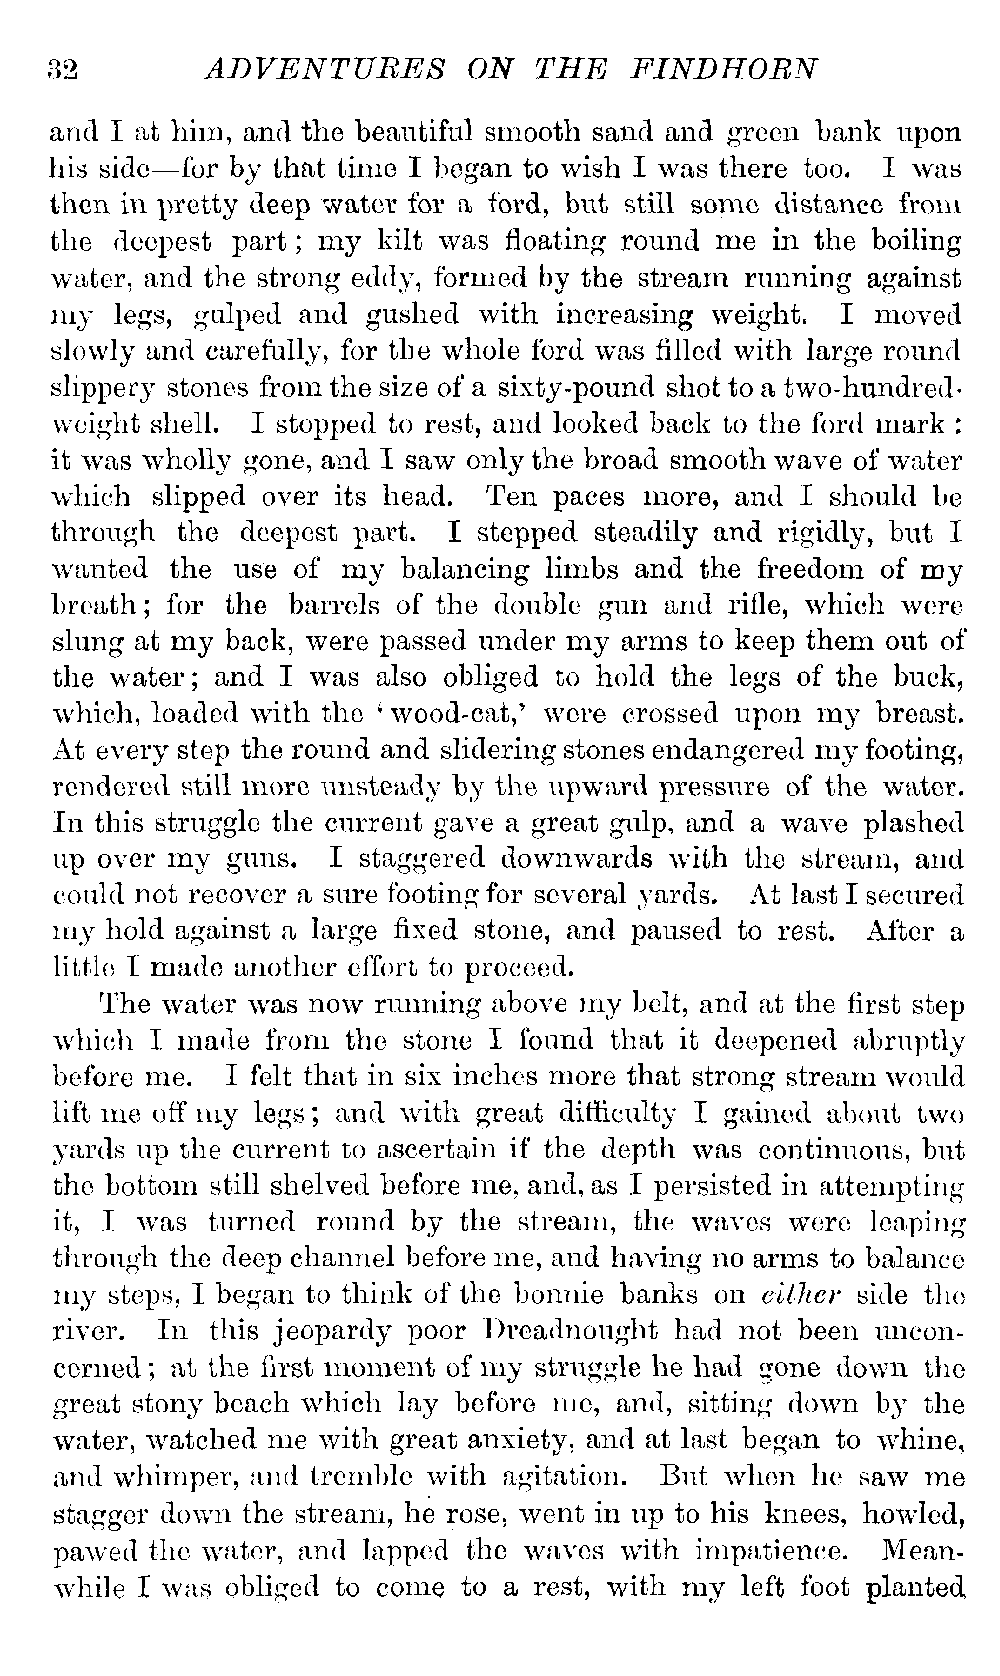 32 ADVENTURES ON THE FINDHORN
and I at him, and the beautiful smooth sand and green bank upon
his side—for by that time I began to wish I was there too. I was
then in pretty deep water for a ford, but still some distance from
the deepest part; my kilt was floating round me in the boiling
water, and the strong eddy, formed by the stream running against
my legs, gulped and gushed with increasing weight. I moved
slowly and carefully, for the whole ford was filled with large round
slippery stones from the size of a sixty-pound shot to a two-hundred-
weight shell. I stopped to rest, and looked back to the ford mark:
it was wholly gone, and I saw only the broad smooth wave of water
which slipped over its head. Ten paces more, and I should be
through the deepest part. I stepped steadily and rigidly, but I
wanted the use of my balancing limbs and the freedom of my
breath; for the barrels of the double gun and rifle, which were
slung at my back, were passed under my arms to keep them out of
the water; and I was also obliged to hold the legs of the buck,
which, loaded with the 'wood-cat,' were crossed upon my breast.
At every step the round and slidering stones endangered my footing,
rendered still more unsteady by the upward pressure of the water.
In this struggle the current gave a great gulp, and a wave plashed
up over my guns. I staggered downwards with the stream, and
could not recover a sure footing for several yards. At last I secured
my hold against a large fixed stone, and paused to rest. After a
little I made another effort to proceed.
The water was now running above my belt, and at the first step
which I made from the stone I found that it deepened abruptly
before me. I felt that in six inches more that strong stream would
lift me off my legs; and with great difficulty I gained about two
yards up the current to ascertain if the depth was continuous, but
the bottom still shelved before me, and, as I persisted in attempting
it, I was turned round by the stream, the waves were leaping
through the deep channel before me, and having no arms to balance
my steps, I began to think of the bonnie banks on either side the
river. In this jeopardy poor Dreadnought had not been uncon-
cerned; at the first moment of my struggle he had gone down the
great stony beach which lay before me, and, sitting down by the
water, watched me with great anxiety, and at last began to whine,
and whimper, and tremble with agitation. But when he saw me
stagger down the stream, he rose, went in up to his knees, howled,
pawed the water, and lapped the waves with impatience. Mean-
while I was obliged to come to a rest, with my left foot planted